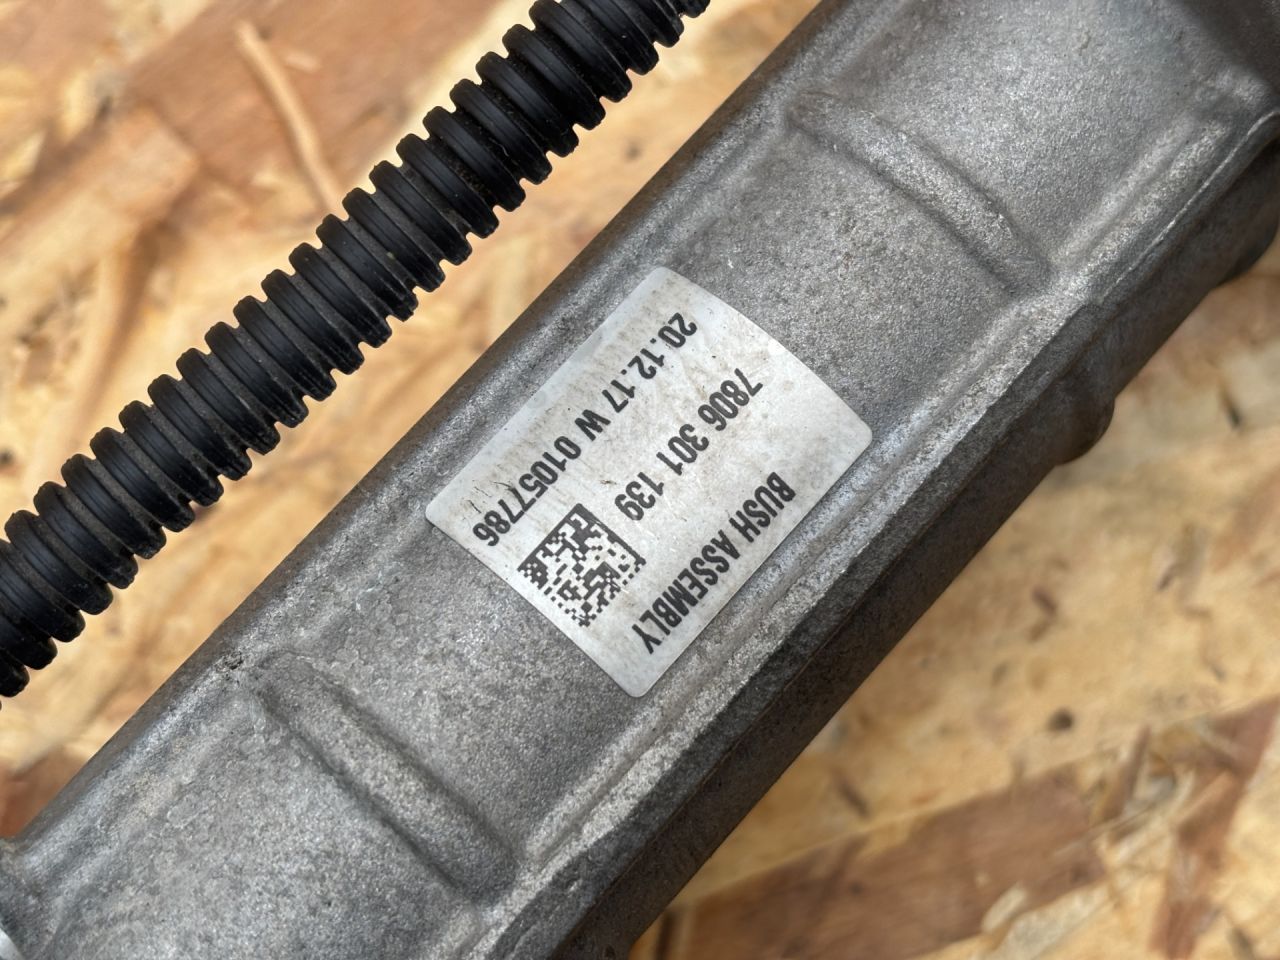 BUSH ASSEMBLY
7806 301 139
20.12.17 W 01057786